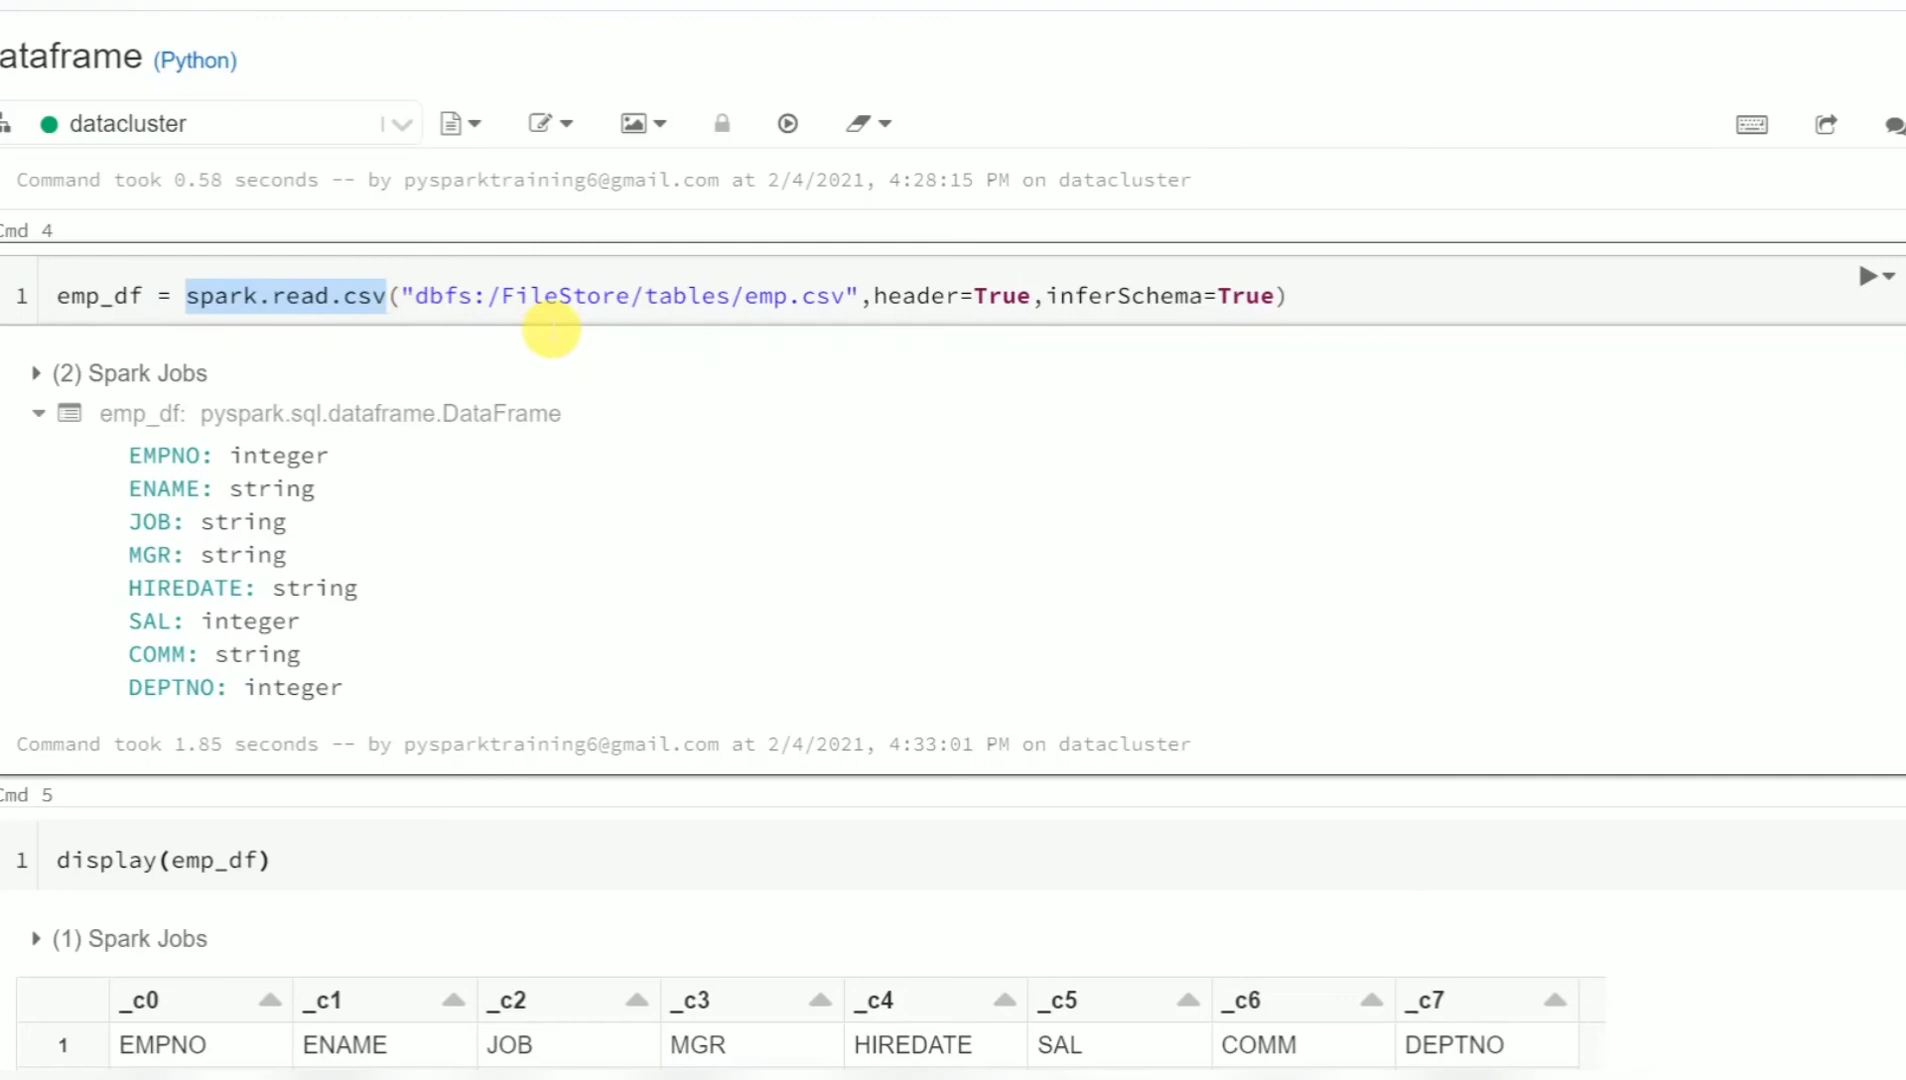 ataframe (Python)
datacluster
Command took 0.58 seconds -- by pysparktraining6@gmail.com at 2/4/2021, 4:28:15 PM on datacluster
Cmd 4
1 emp_df = spark.read.csv("dbfs:/FileStore/tables/emp.csv",header=True,inferSchema=True)
(2) Spark Jobs
emp_df: pyspark.sql.dataframe.DataFrame
EMPNO: integer
ENAME: string
JOB: string
MGR: string
HIREDATE: string
SAL: integer
COMM: string
DEPTNO: integer
Command took 1.85 seconds -- by pysparktraining6@gmail.com at 2/4/2021, 4:33:01 PM on datacluster
Cmd 5
1 display(emp_df)
(1) Spark Jobs
_c0 _c1 _c2 _c3 _c4 _c5 _c6 _c7
1 EMPNO ENAME JOB MGR HIREDATE SAL COMM DEPTNO